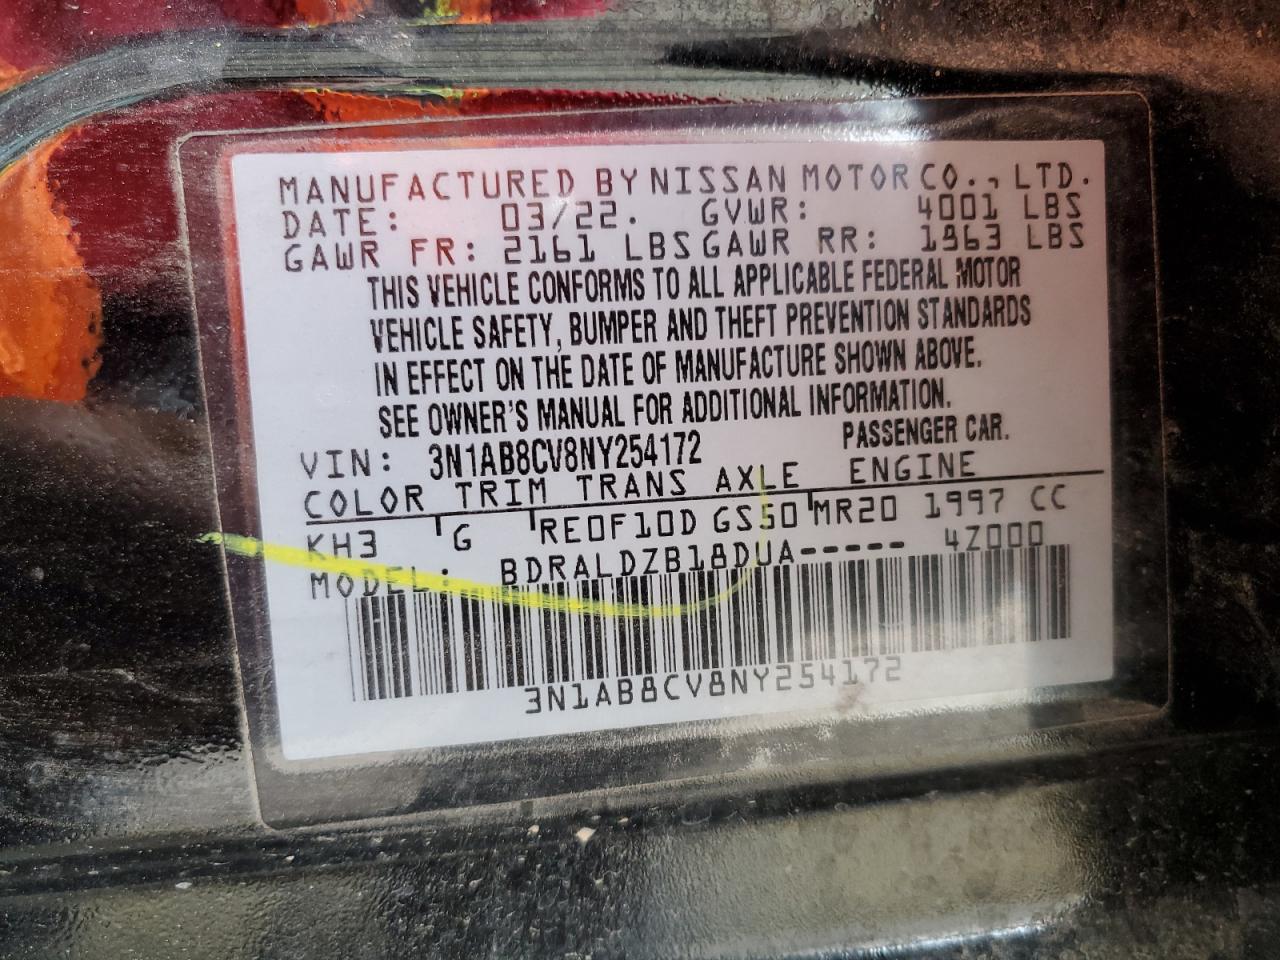 MANUFACTURED BY NISSAN MOTOR CO., LTD.
DATE: 03/22. GVWR: 4001 LBS
GAWR FR: 2161 LBS GAWR RR: 1963 LBS
THIS VEHICLE CONFORMS TO ALL APPLICABLE FEDERAL MOTOR
VEHICLE SAFETY, BUMPER AND THEFT PREVENTION STANDARDS
IN EFFECT ON THE DATE OF MANUFACTURE SHOWN ABOVE.
SEE OWNER'S MANUAL FOR ADDITIONAL INFORMATION.
VIN: 3N1AB8CV8NY254172 PASSENGER CAR.
COLOR TRIM TRANS AXLE ENGINE
KH3 G RE0F10D GS50 MR20 1997 CC
MODEL: BDRALDZB18DUA----- 4Z000
3N1AB8CV8NY254172